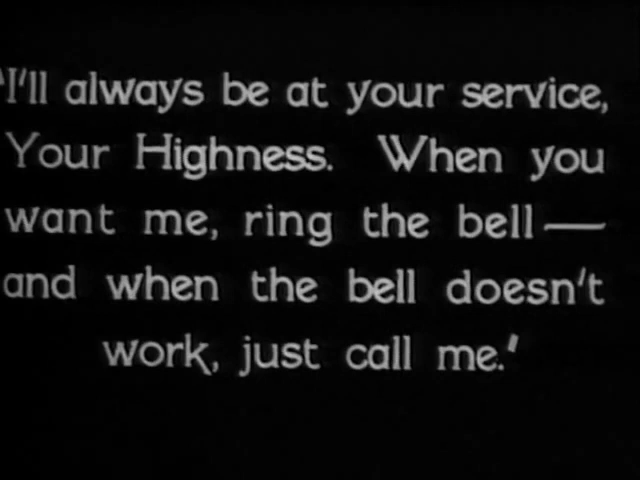 'I'll always be at your service,
Your Highness.  When you
want me, ring the bell—
and when the bell doesn't
work, just call me.'